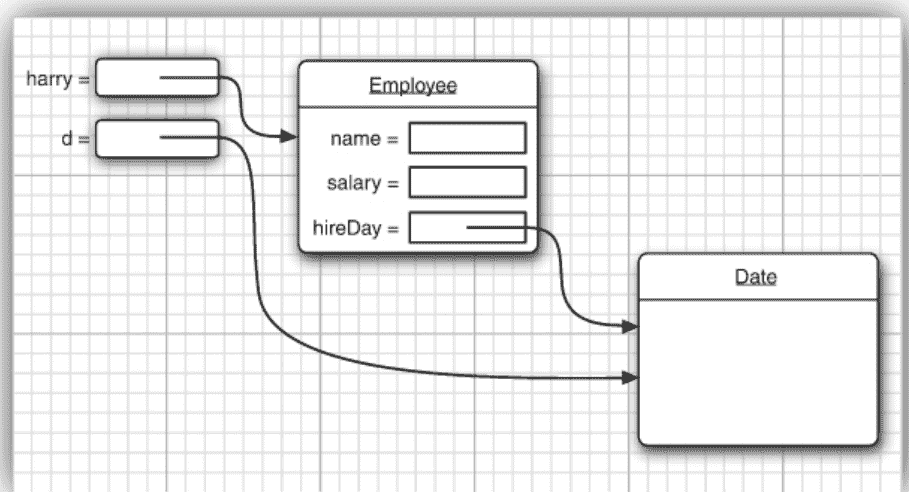 harry =
d =
Employee
name =
salary =
hireDay =
Date